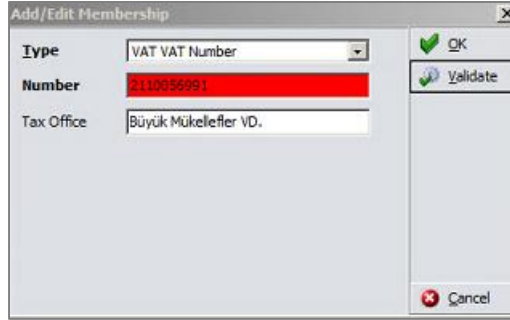 Add/Edit Membership
Type
VAT VAT Number
OK
Number
2110056991
Validate
Tax Office
Büyük Mükellefler VD.
Cancel